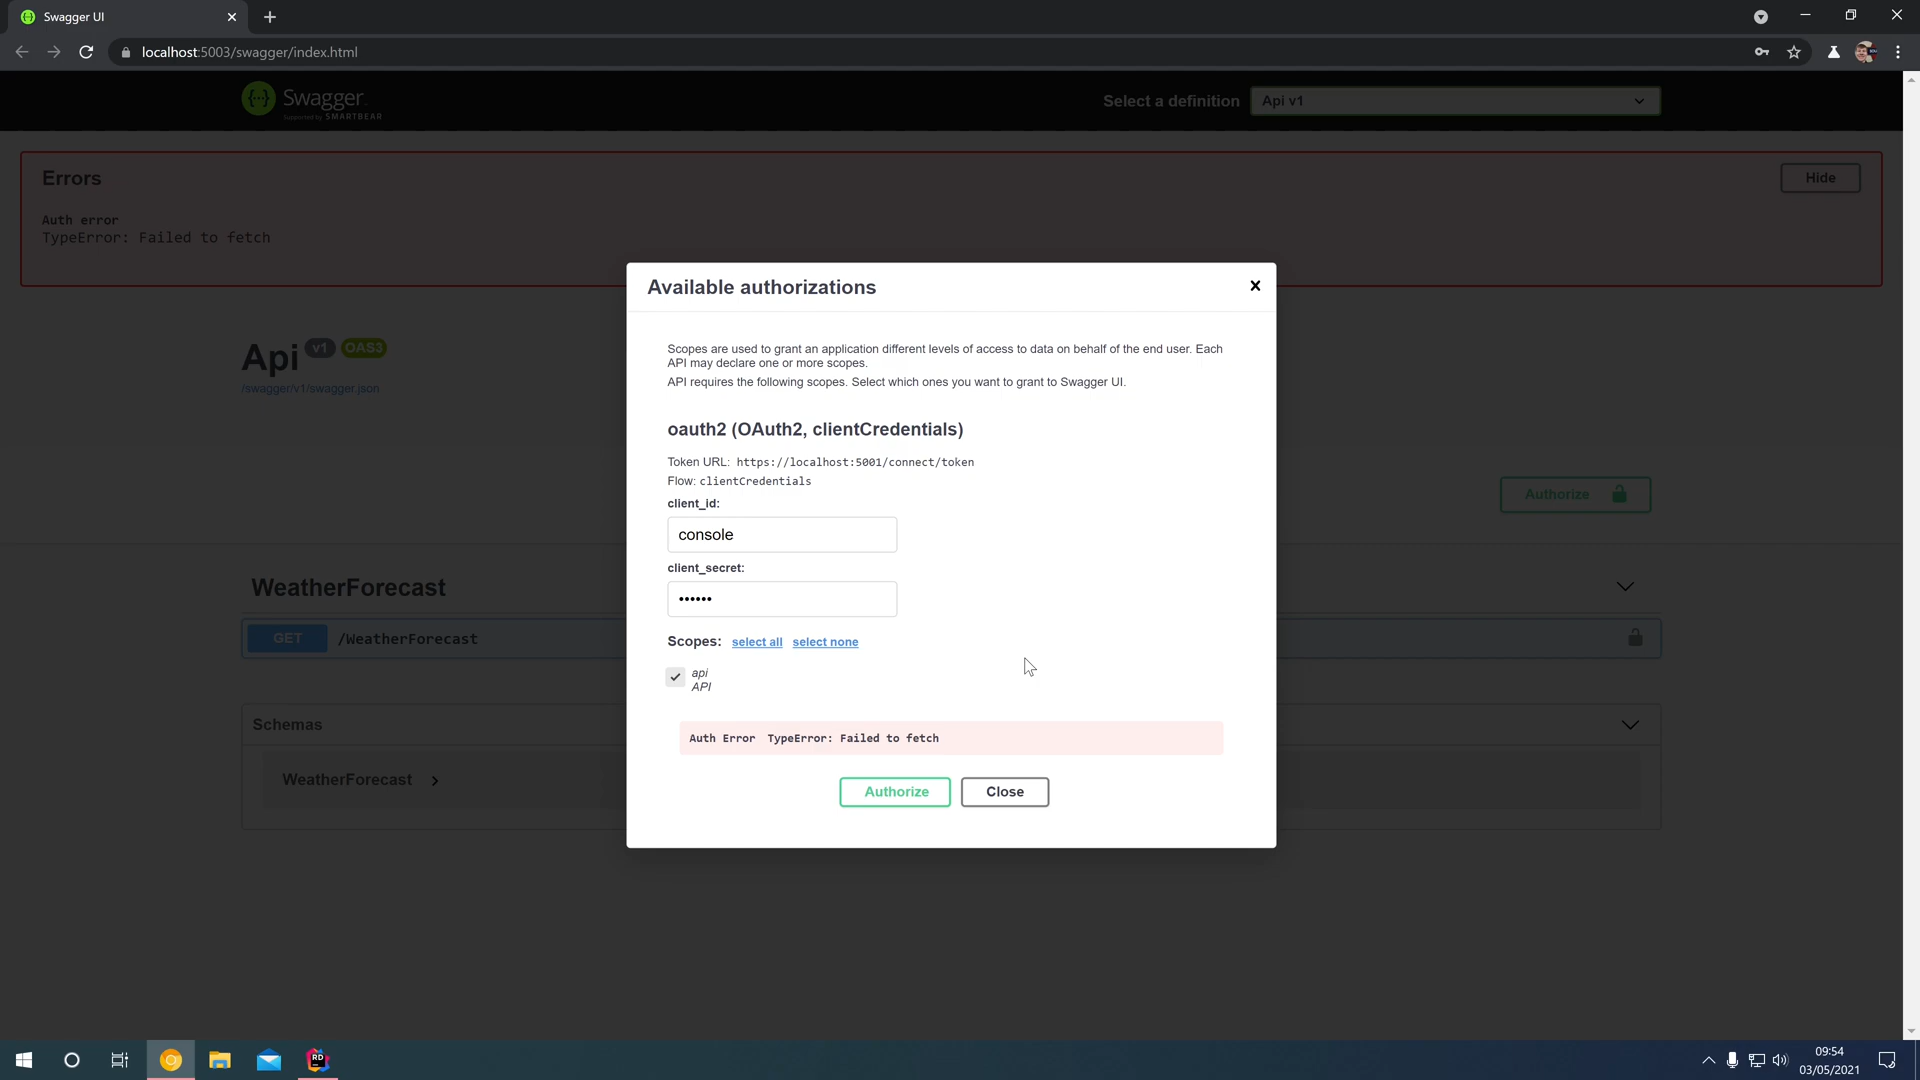 Swagger UI
localhost:5003/swagger/index.html
Swagger
Supported by SMARTBEAR
Select a definition
Api v1
Errors
Hide
Auth error
TypeError: Failed to fetch
Api v1 OAS3
/swagger/v1/swagger.json
Authorize
WeatherForecast
GET /WeatherForecast
Schemas
WeatherForecast
Available authorizations
Scopes are used to grant an application different levels of access to data on behalf of the end user. Each
API may declare one or more scopes.
API requires the following scopes. Select which ones you want to grant to Swagger UI.
oauth2 (OAuth2, clientCredentials)
Token URL: https://localhost:5001/connect/token
Flow: clientCredentials
client_id:
console
client_secret:
••••••
Scopes: select all select none
api
API
Auth Error TypeError: Failed to fetch
Authorize Close
RD
09:54
03/05/2021